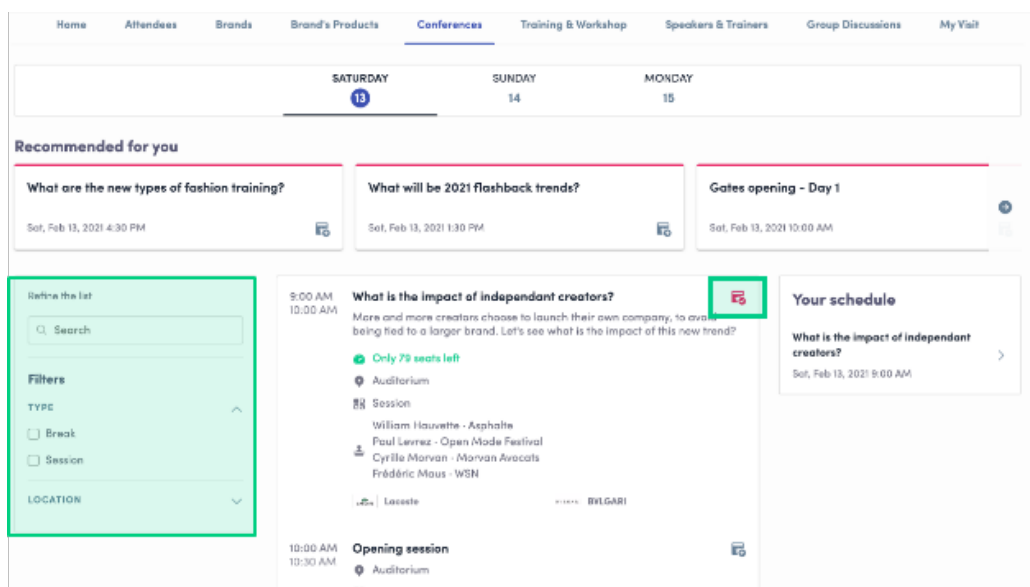 Home Attendees Brands Brand's Products Conferences Training & Workshop Speakers & Trainers Group Discussions My Visit
SATURDAY SUNDAY MONDAY
13 14 15
Recommended for you
What are the new types of fashion training?
Sat, Feb 13, 2021 4:30 PM
What will be 2021 flashback trends?
Sat, Feb 13, 2021 1:30 PM
Gates opening - Day 1
Sat, Feb 13, 2021 10:00 AM
Refine the list
Search
Filters
TYPE
Break
Session
LOCATION
9:00 AM
10:00 AM
What is the impact of independant creators?
More and more creators choose to launch their own company, to avoid
being tied to a larger brand. Let's see what is the impact of this new trend?
Only 79 seats left
Auditorium
Session
William Hauvette - Asphalte
Paul Levrez - Open Mode Festival
Cyrille Morvan - Morvan Avocats
Frédéric Maus - WSN
Lacoste BVLGARI
10:00 AM
10:30 AM
Opening session
Auditorium
Your schedule
What is the impact of independant
creators?
Sat, Feb 13, 2021 9:00 AM